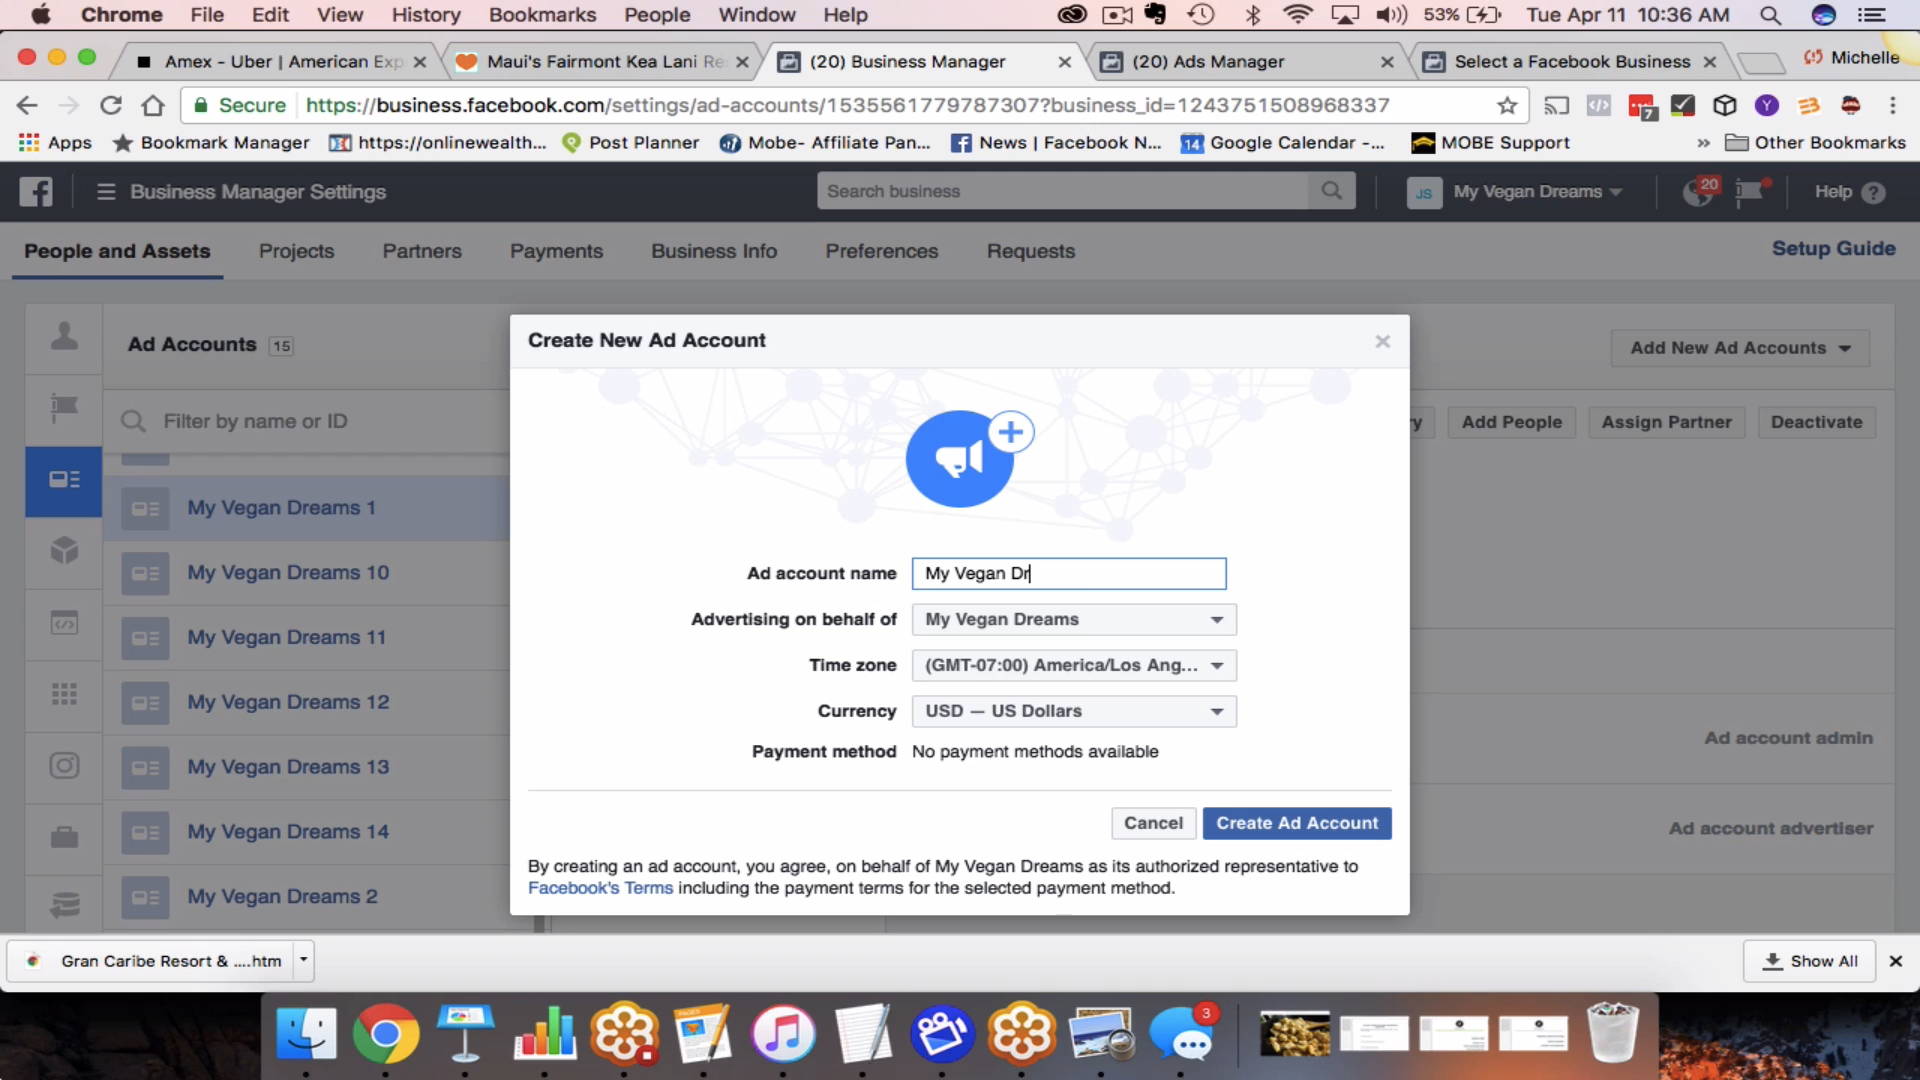 Chrome File Edit View History Bookmarks People Window Help 53% Tue Apr 11 10:36 AM
Amex - Uber | American Exp (20) Business Manager (20) Ads Manager Select a Facebook Business Michelle
Maui's Fairmont Kea Lani Re
Secure https://business.facebook.com/settings/ad-accounts/1535561779787307?business_id=1243751508968337 7
Apps Bookmark Manager https://onlinewealth... Post Planner Mobe- Affiliate Pan... News | Facebook N... 14 Google Calendar -... MOBE Support » Other Bookmarks
Business Manager Settings Search business JS My Vegan Dreams 20 Help ?
People and Assets Projects Partners Payments Business Info Preferences Requests Setup Guide
Ad Accounts 15
Add New Ad Accounts
Filter by name or ID
ry Add People Assign Partner Deactivate
My Vegan Dreams 1
My Vegan Dreams 10
My Vegan Dreams 11
My Vegan Dreams 12
My Vegan Dreams 13
My Vegan Dreams 14
My Vegan Dreams 2
Create New Ad Account
Ad account name My Vegan Dr
Advertising on behalf of My Vegan Dreams
Time zone (GMT-07:00) America/Los Ang...
Currency USD — US Dollars
Payment method No payment methods available
Cancel Create Ad Account
By creating an ad account, you agree, on behalf of My Vegan Dreams as its authorized representative to
Facebook's Terms including the payment terms for the selected payment method.
Ad account admin
Ad account advertiser
Gran Caribe Resort & ....htm Show All
PAGES 3